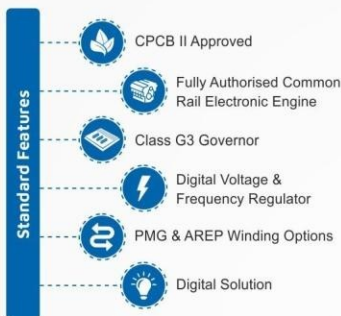 Standard Features
CPCB II Approved
Fully Authorised Common
Rail Electronic Engine
Class G3 Governor
Digital Voltage &
Frequency Regulator
PMG & AREP Winding Options
Digital Solution